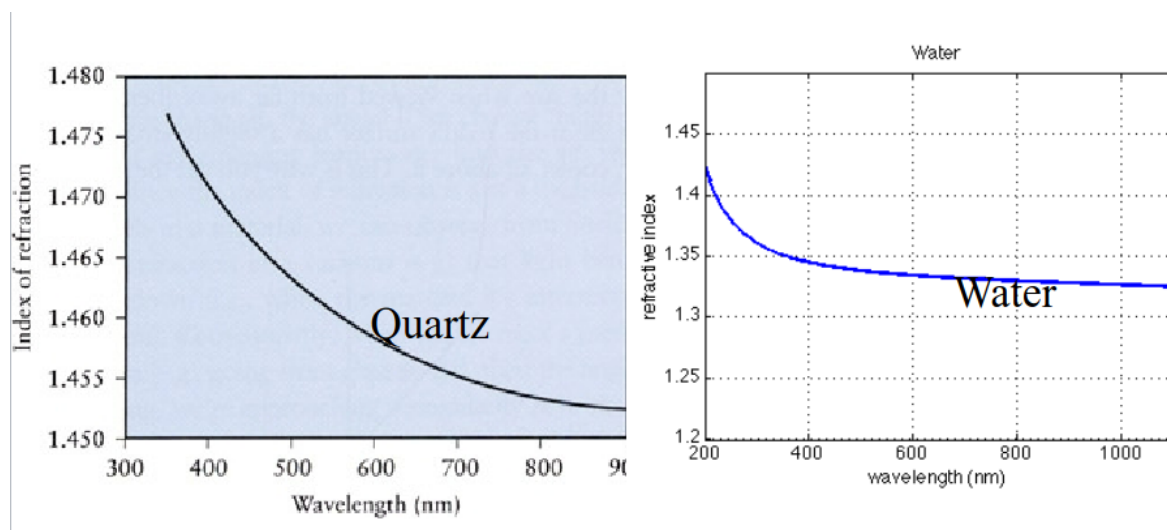 1.480
1.475
1.470
1.465
1.460
1.455
1.450
Index of refraction
300 400 500 600 700 800 90
Wavelength (nm)
Quartz
Water
1.45
1.4
1.35
1.3
1.25
1.2
refractive index
200 400 600 800 1000
wavelength (nm)
Water